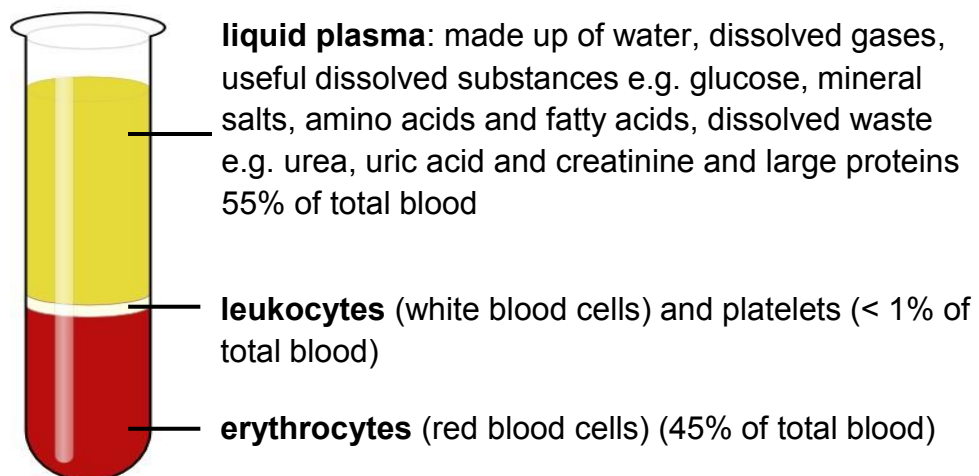 liquid plasma: made up of water, dissolved gases,
useful dissolved substances e.g. glucose, mineral
salts, amino acids and fatty acids, dissolved waste
e.g. urea, uric acid and creatinine and large proteins
55% of total blood
leukocytes (white blood cells) and platelets (< 1% of
total blood)
erythrocytes (red blood cells) (45% of total blood)